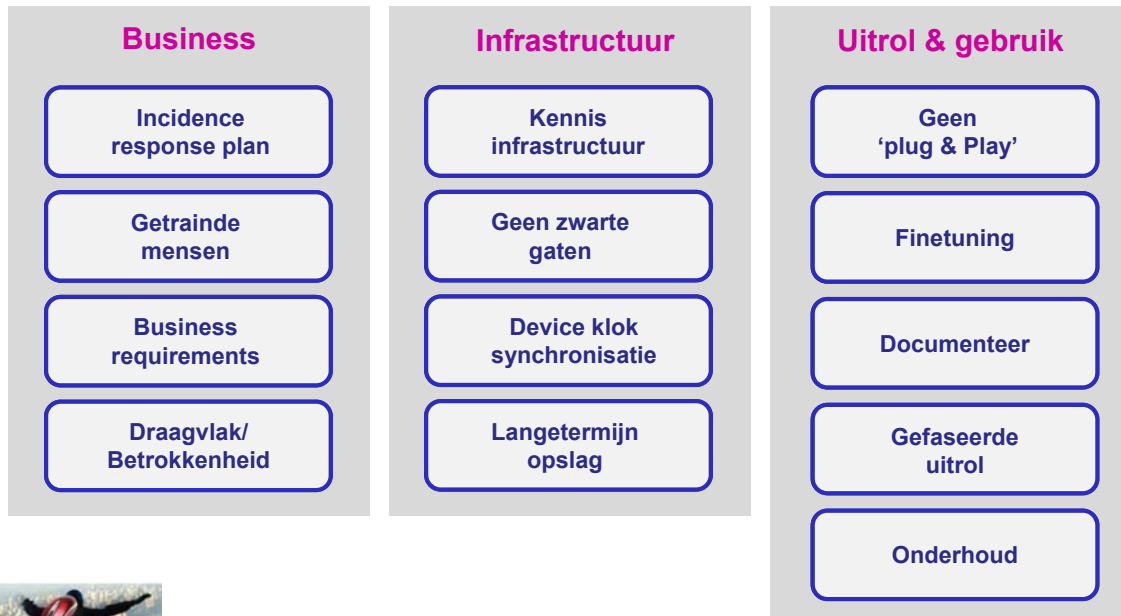 Business
Incidence
response plan
Getrainde
mensen
Business
requirements
Draagvlak/
Betrokkenheid
Infrastructuur
Kennis
infrastructuur
Geen zwarte
gaten
Device klok
synchronisatie
Langetermijn
opslag
Uitrol & gebruik
Geen
‘plug & Play’
Finetuning
Documenteer
Gefaseerde
uitrol
Onderhoud